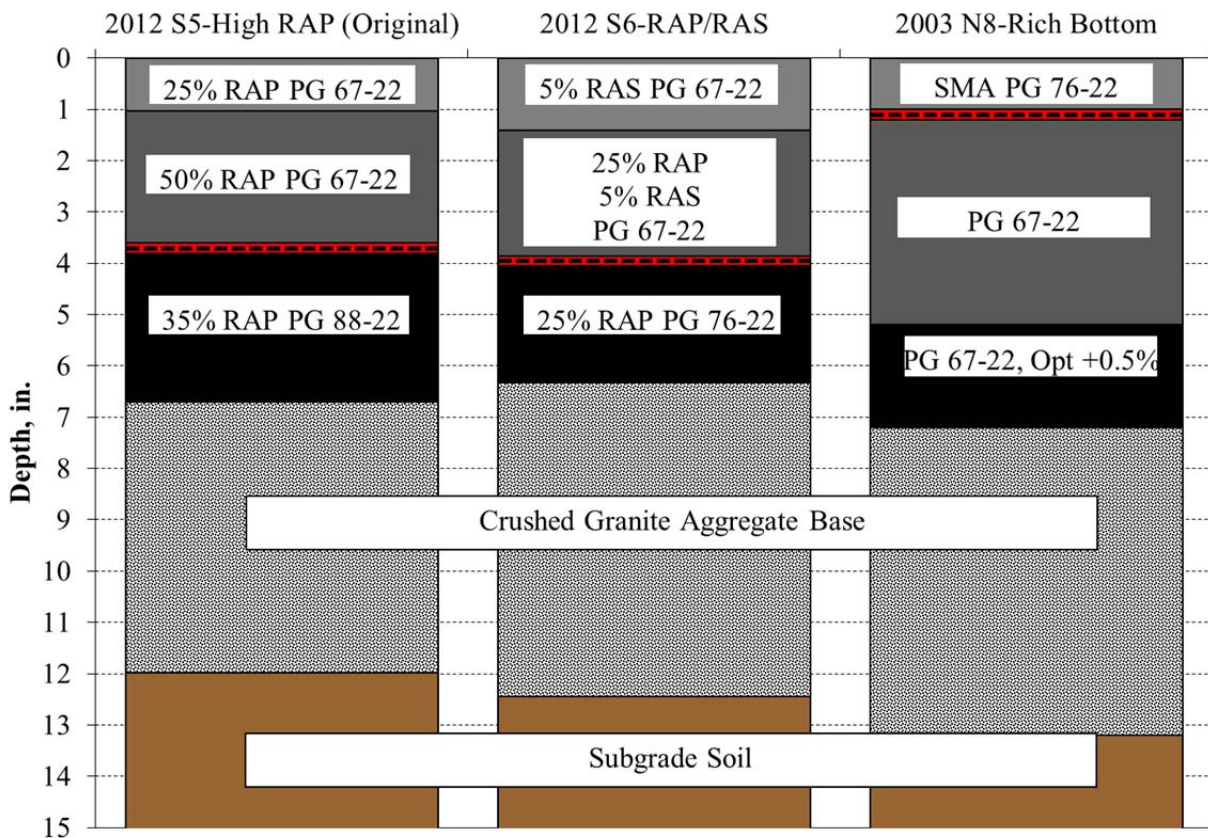 2012 S5-High RAP (Original)
2012 S6-RAP/RAS
2003 N8-Rich Bottom
Depth, in.
0
1
2
3
4
5
6
7
8
9
10
11
12
13
14
15
25% RAP PG 67-22
50% RAP PG 67-22
35% RAP PG 88-22
5% RAS PG 67-22
25% RAP
5% RAS
PG 67-22
25% RAP PG 76-22
SMA PG 76-22
PG 67-22
PG 67-22, Opt +0.5%
Crushed Granite Aggregate Base
Subgrade Soil